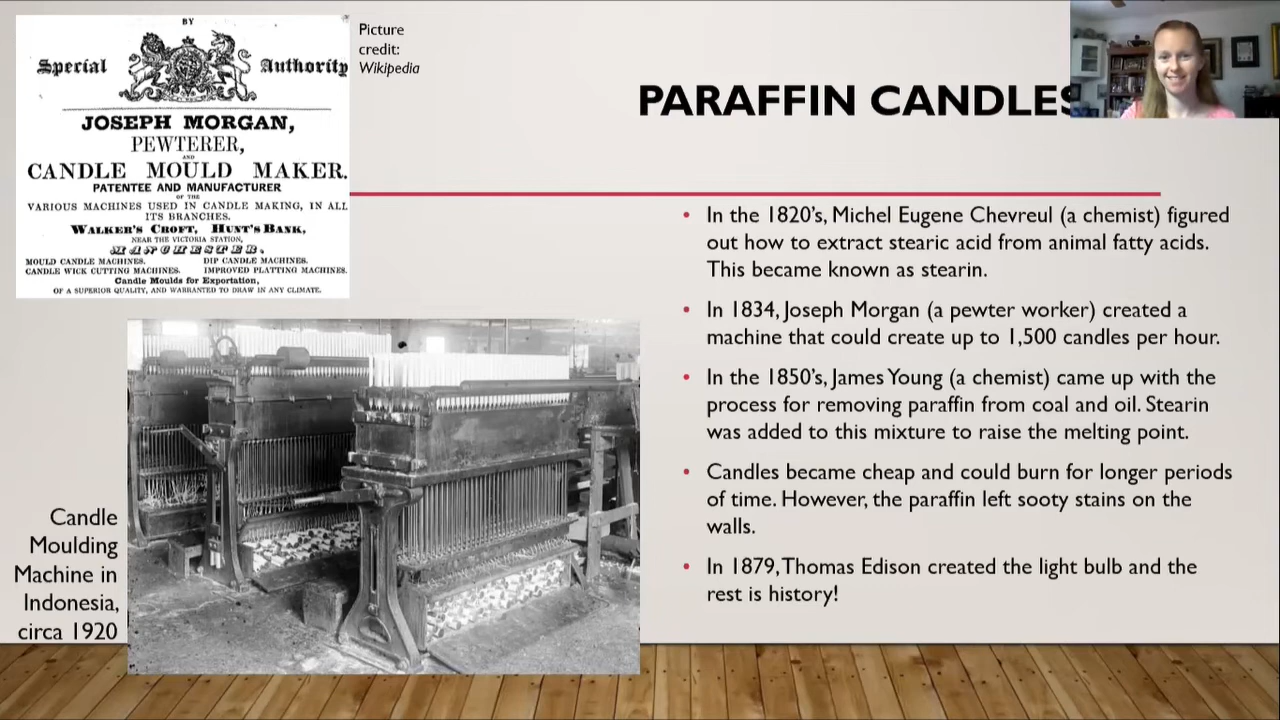 BY
Special Authority
JOSEPH MORGAN,
PEWTERER,
AND
CANDLE MOULD MAKER.
PATENTEE AND MANUFACTURER
OF THE
VARIOUS MACHINES USED IN CANDLE MAKING, IN ALL
ITS BRANCHES.
WALKER'S CROFT, HUNT'S BANK,
NEAR THE VICTORIA STATION,
MANCHESTER.
MOULD CANDLE MACHINES. DIP CANDLE MACHINES.
CANDLE WICK CUTTING MACHINES. IMPROVED PLATTING MACHINES.
Candle Moulds for Exportation,
OF A SUPERIOR QUALITY, AND WARRANTED TO DRAW IN ANY CLIMATE.
Picture
credit:
Wikipedia
PARAFFIN CANDLES
• In the 1820's, Michel Eugene Chevreul (a chemist) figured
out how to extract stearic acid from animal fatty acids.
This became known as stearin.
• In 1834, Joseph Morgan (a pewter worker) created a
machine that could create up to 1,500 candles per hour.
• In the 1850's, James Young (a chemist) came up with the
process for removing paraffin from coal and oil. Stearin
was added to this mixture to raise the melting point.
• Candles became cheap and could burn for longer periods
of time. However, the paraffin left sooty stains on the
walls.
• In 1879, Thomas Edison created the light bulb and the
rest is history!
Candle
Moulding
Machine in
Indonesia,
circa 1920